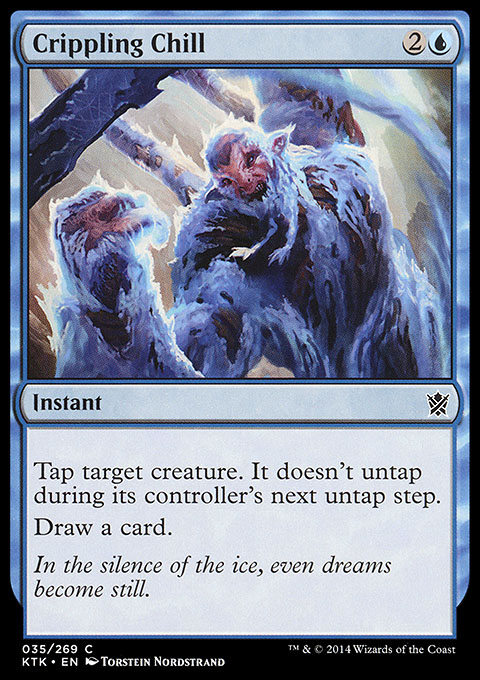 Crippling Chill 2
Instant
Tap target creature. It doesn't untap
during its controller's next untap step.
Draw a card.
In the silence of the ice, even dreams
become still.
035/269 C
KTK • EN Torstein Nordstrand
™ & © 2014 Wizards of the Coast